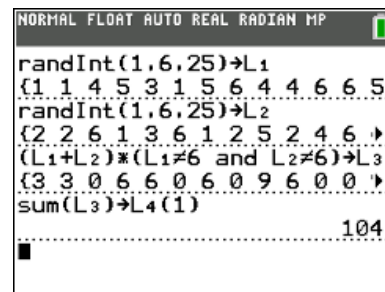 NORMAL FLOAT AUTO REAL RADIAN MP
randInt(1,6,25)→L₁
{1 1 4 5 3 1 5 6 4 4 6 6 5
randInt(1,6,25)→L₂
{2 2 6 1 3 6 1 2 5 2 4 6
(L₁+L₂)*(L₁≠6 and L₂≠6)→L₃
{3 3 0 6 6 0 6 0 9 6 0 0
sum(L₃)→L₄(1)
104